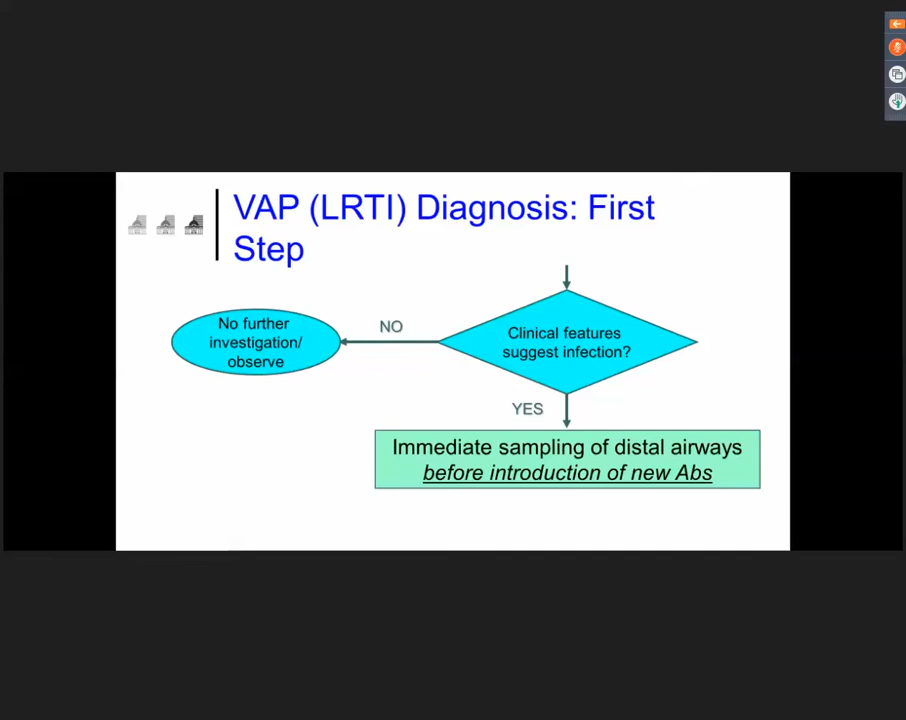 VAP (LRTI) Diagnosis: First
Step
No further
investigation/
observe
NO
Clinical features
suggest infection?
YES
Immediate sampling of distal airways
before introduction of new Abs